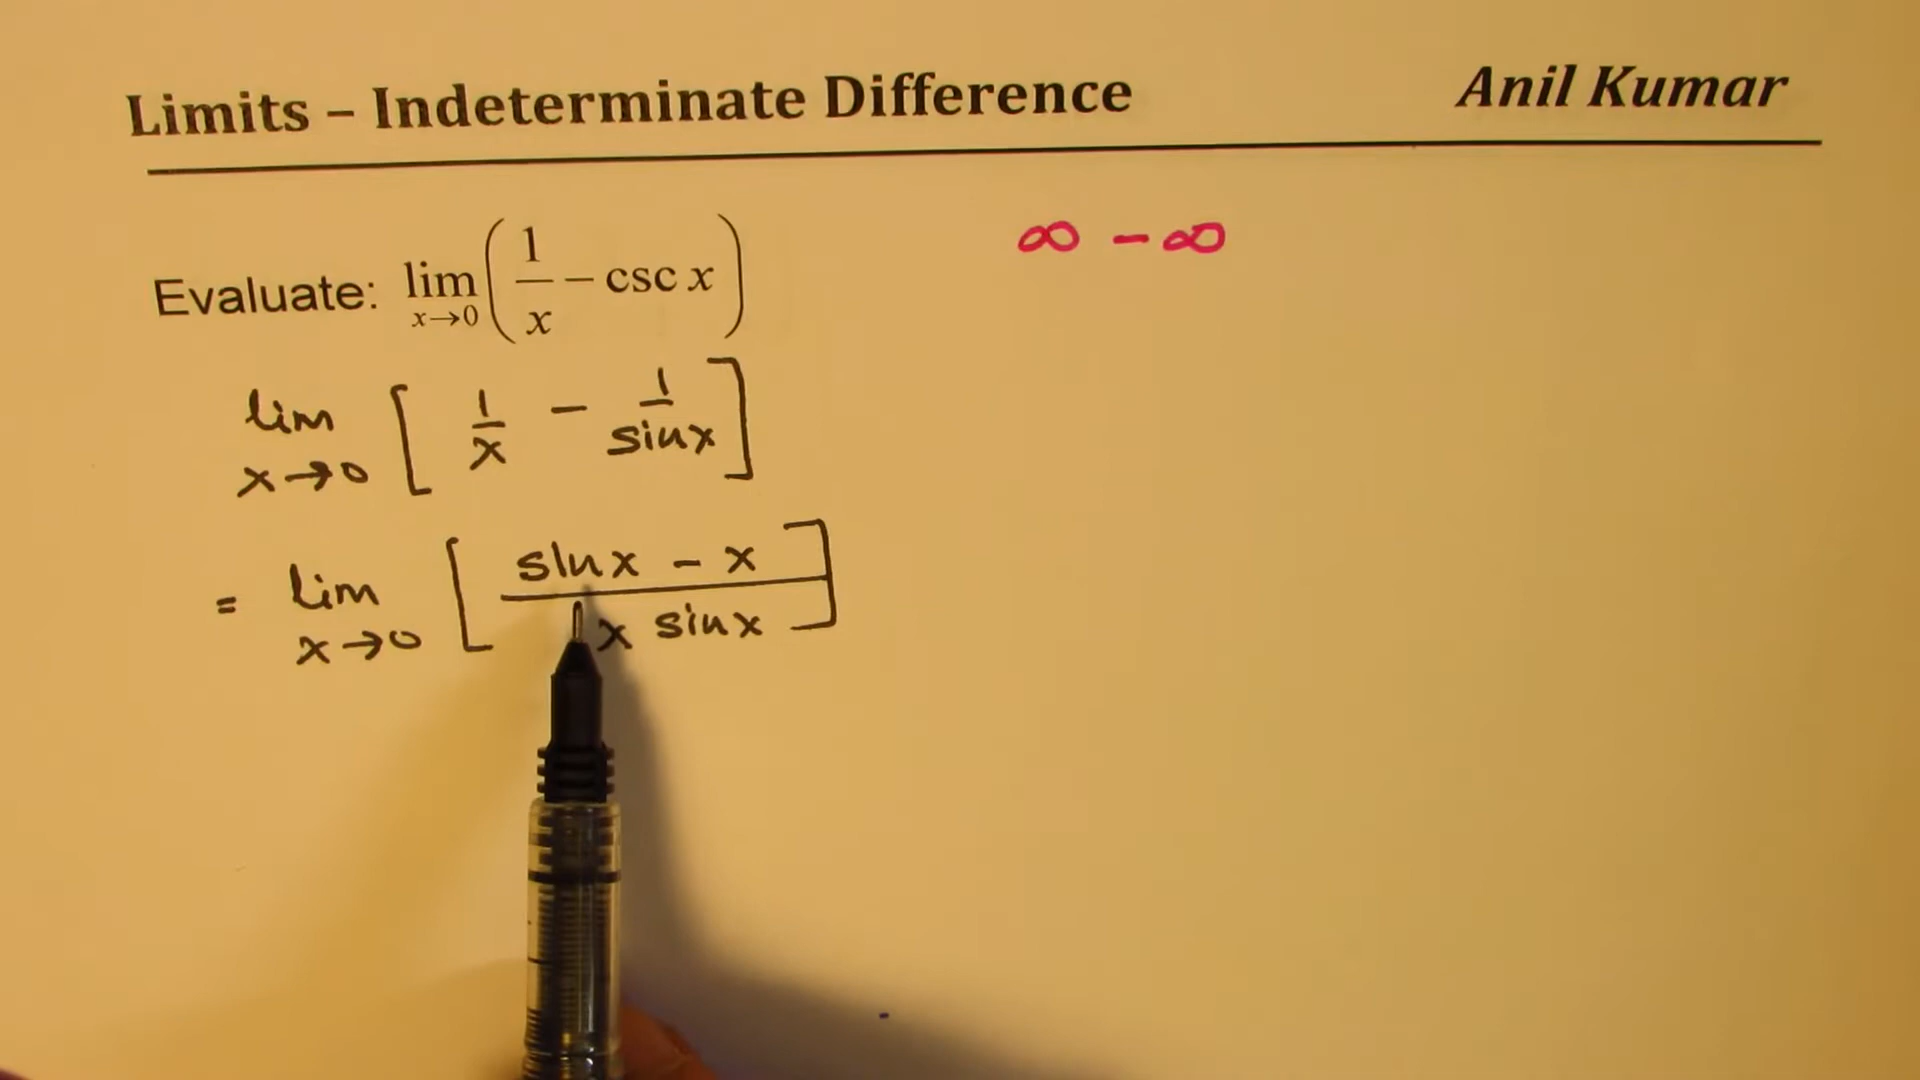 Limits – Indeterminate Difference
Anil Kumar
Evaluate: lim x→0 (1/x − csc x)
∞ − ∞
lim x→0 [1/x − 1/sinx]
= lim x→0 [sinx − x / x sinx]